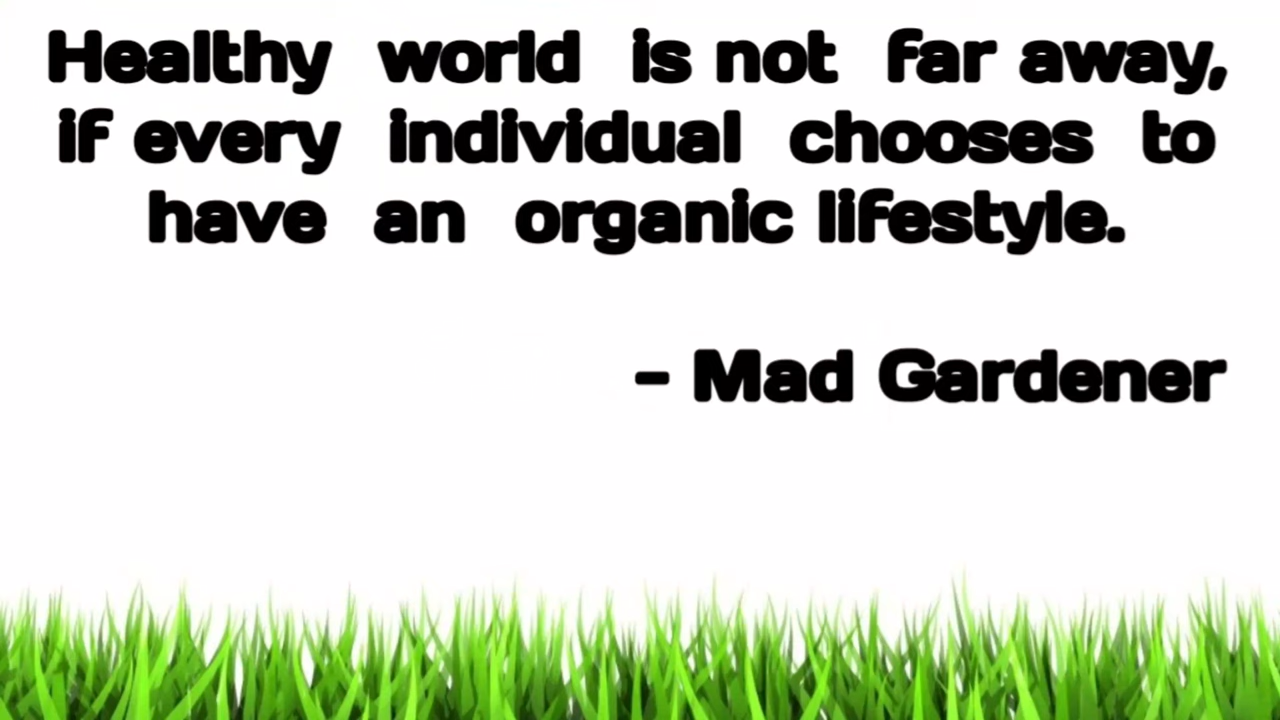 Healthy world is not far away,
if every individual chooses to
have an organic lifestyle.
- Mad Gardener